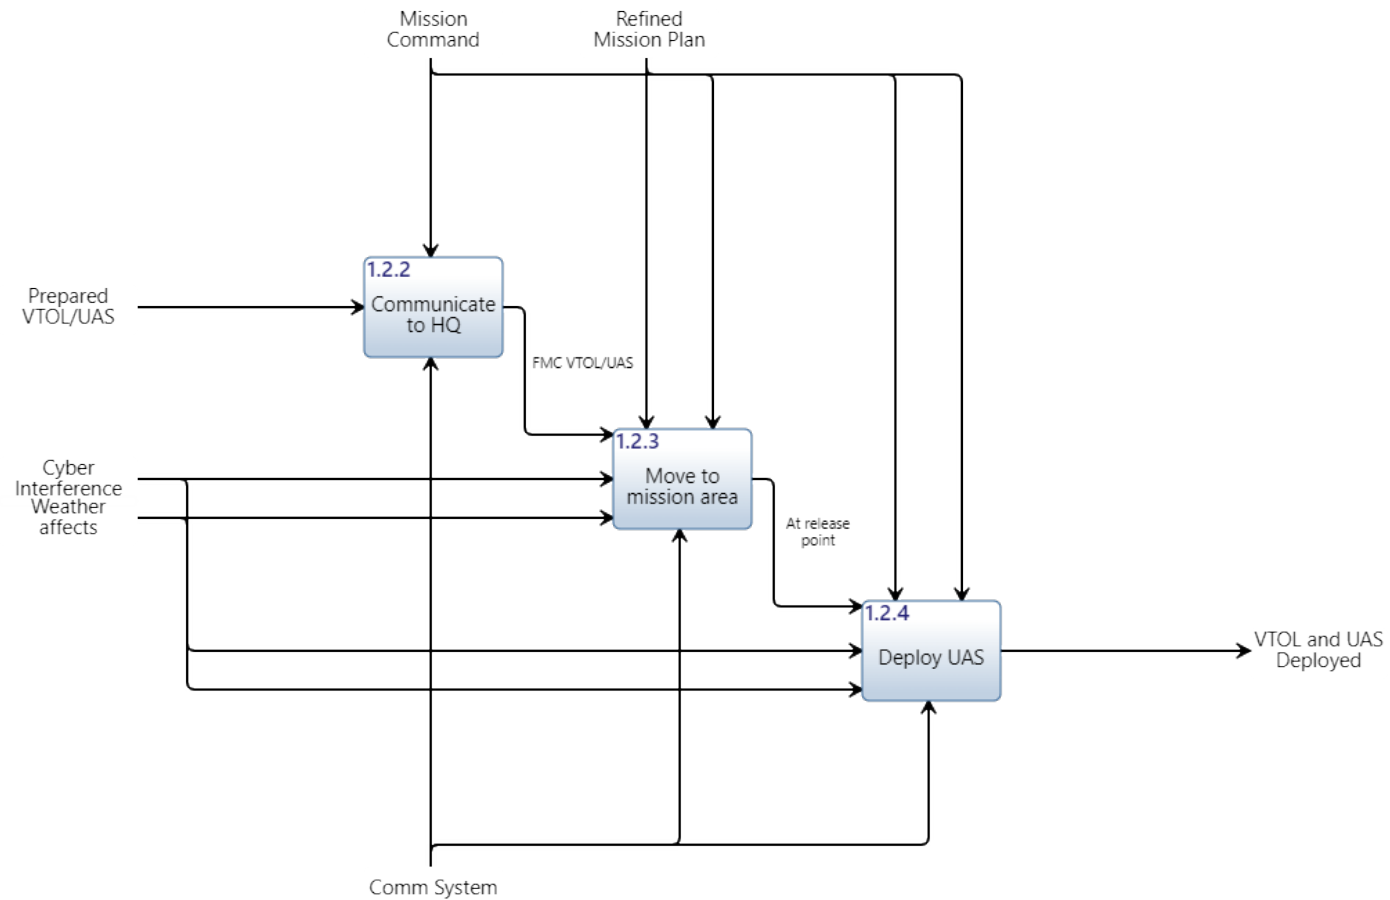 Mission
Command
Refined
Mission Plan
1.2.2
Communicate
to HQ
Prepared
VTOL/UAS
FMC VTOL/UAS
1.2.3
Move to
mission area
Cyber
Interference
Weather
affects
At release
point
1.2.4
Deploy UAS
VTOL and UAS
Deployed
Comm System